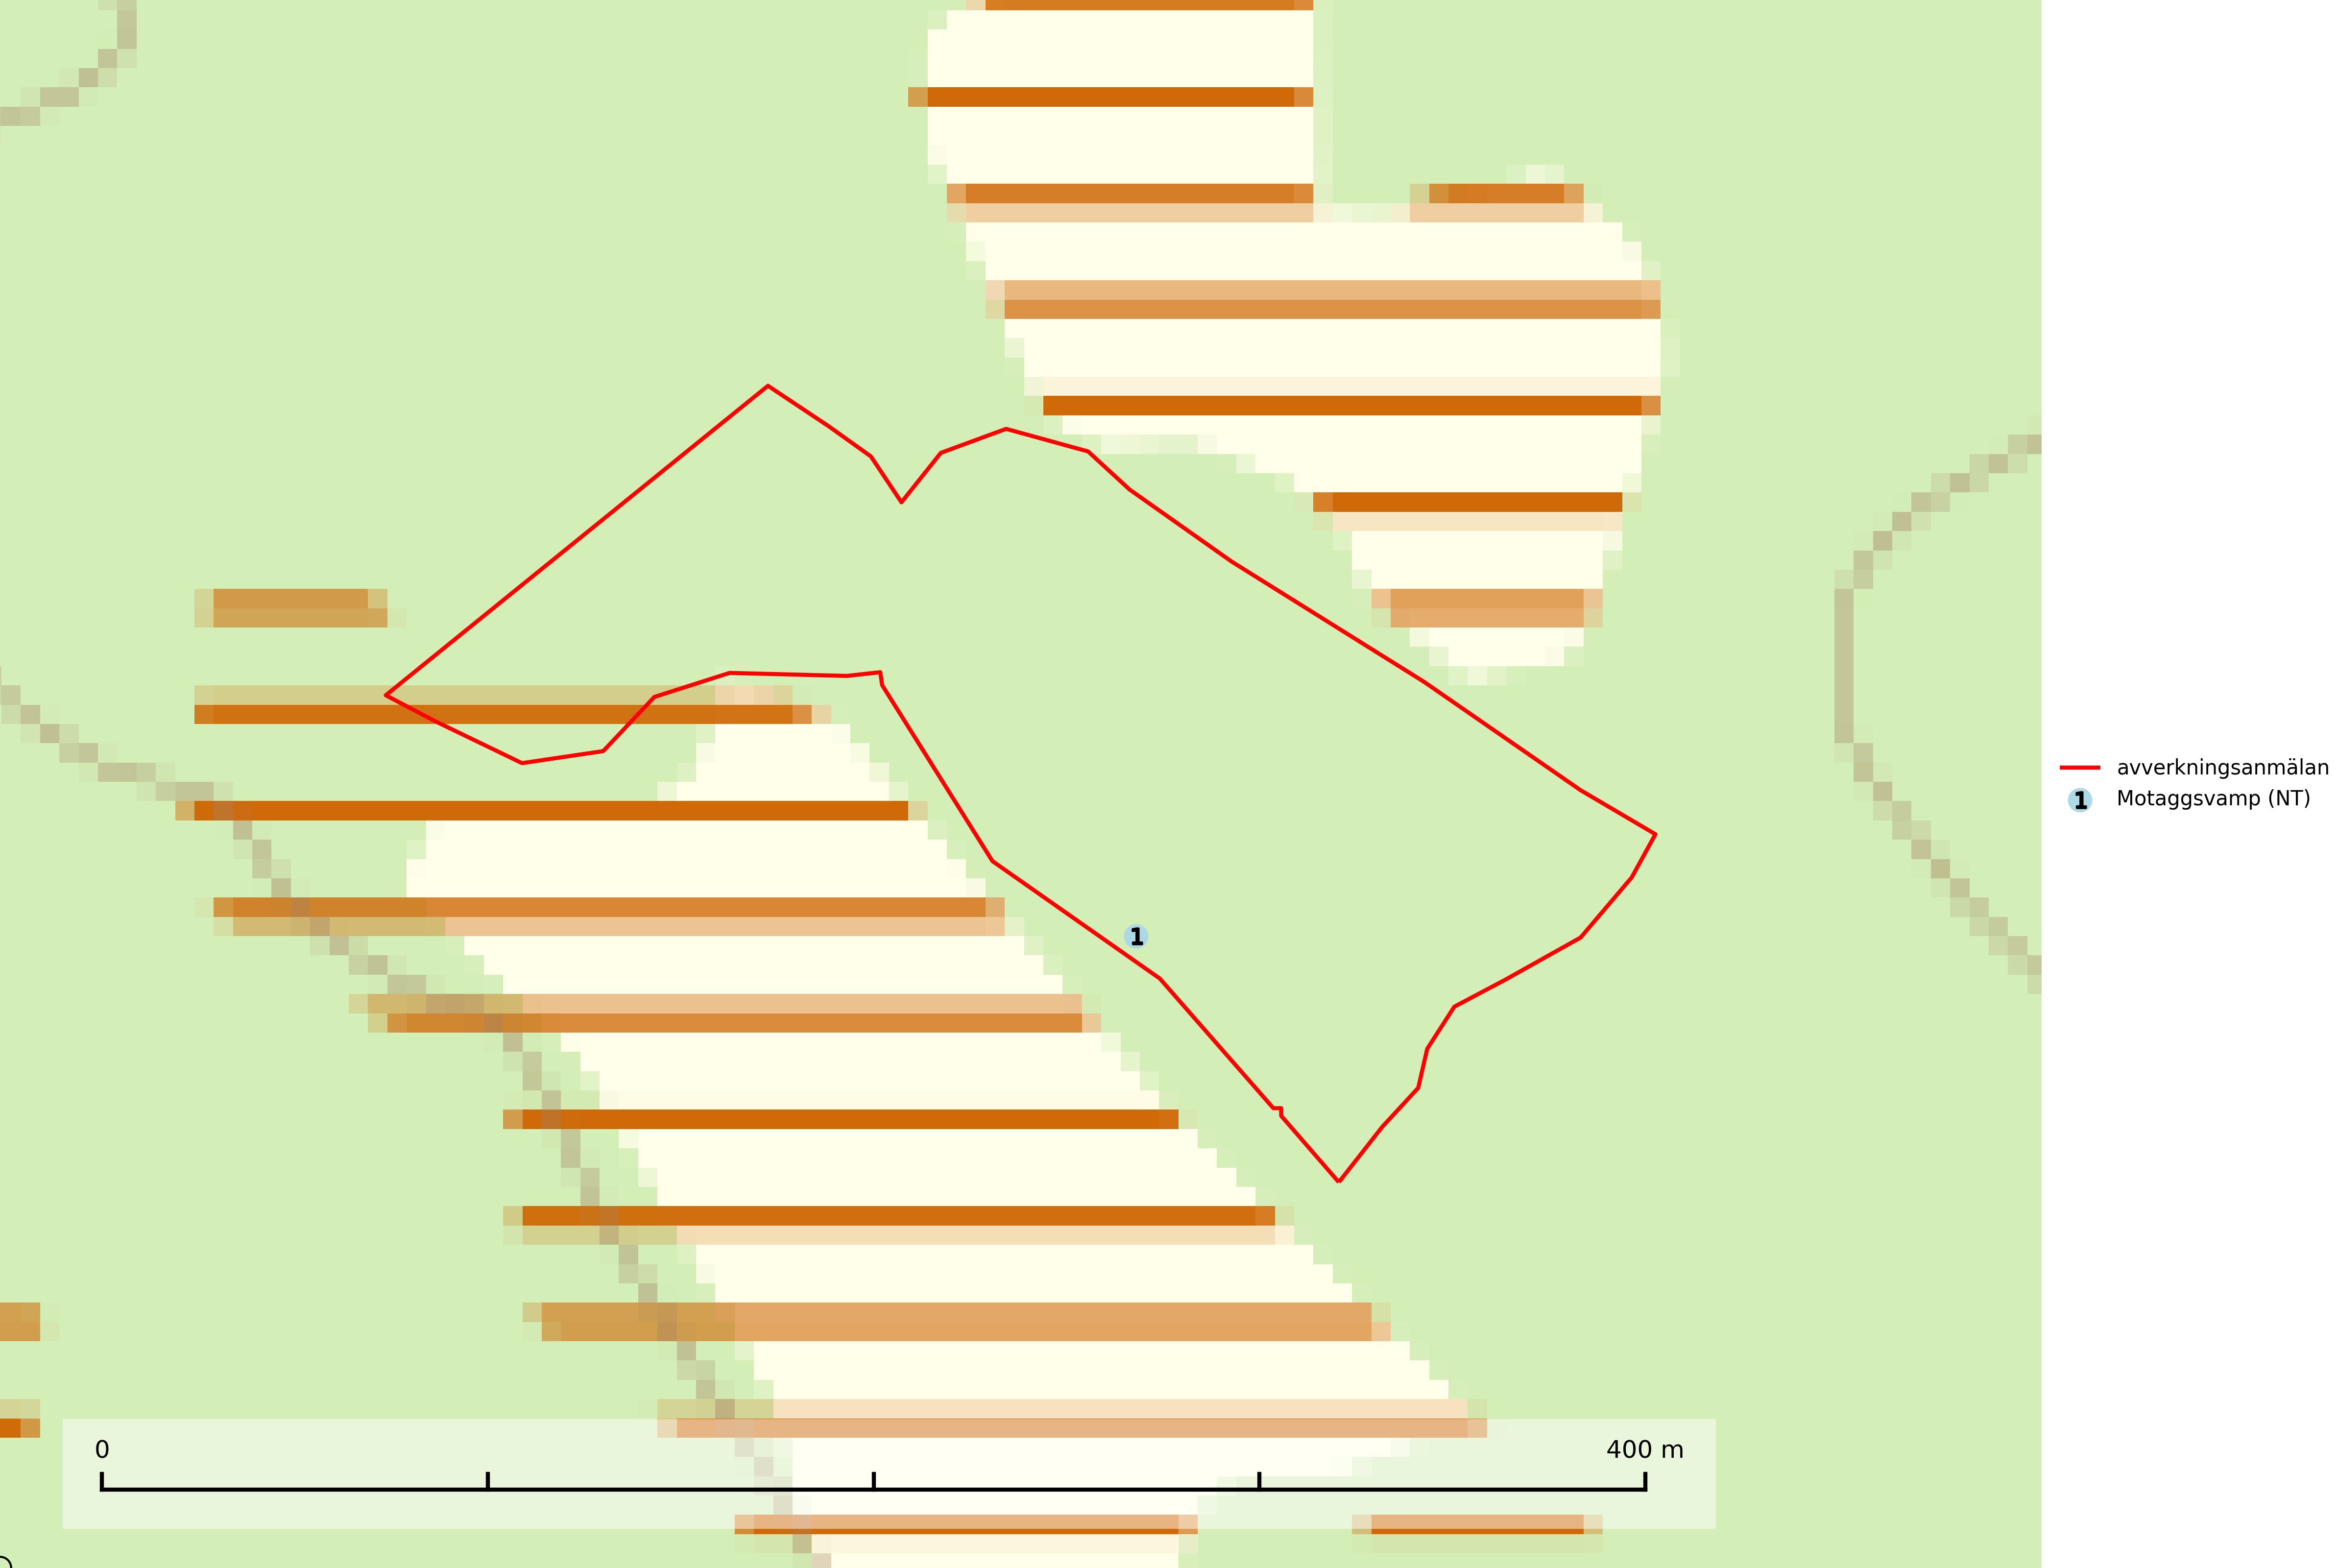 1
avverkningsanmälan
1 Motaggsvamp (NT)
0 400 m